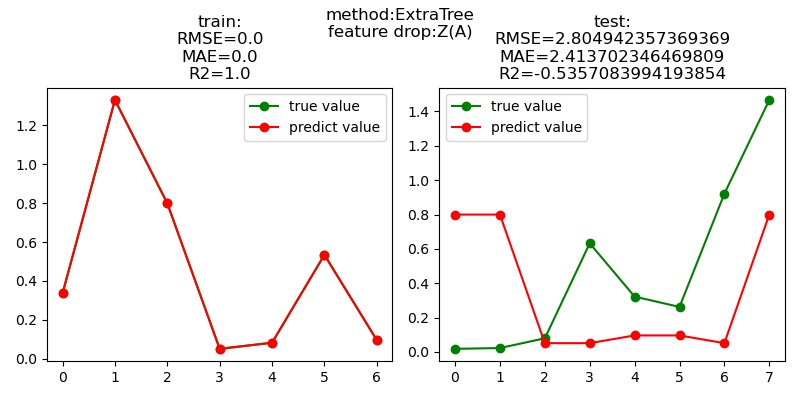 method:ExtraTree
feature drop:Z(A)
train:
RMSE=0.0
MAE=0.0
R2=1.0
true value
predict value
1.2
1.0
0.8
0.6
0.4
0.2
0.0
0 1 2 3 4 5 6
test:
RMSE=2.804942357369369
MAE=2.413702346469809
R2=-0.5357083994193854
true value
predict value
1.4
1.2
1.0
0.8
0.6
0.4
0.2
0.0
0 1 2 3 4 5 6 7